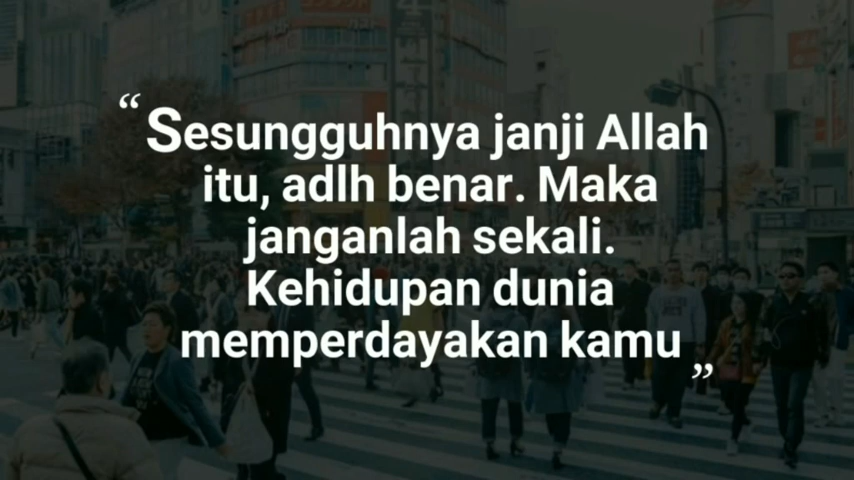 “Sesungguhnya janji Allah
itu, adlh benar. Maka
janganlah sekali.
Kehidupan dunia
memperdayakan kamu”